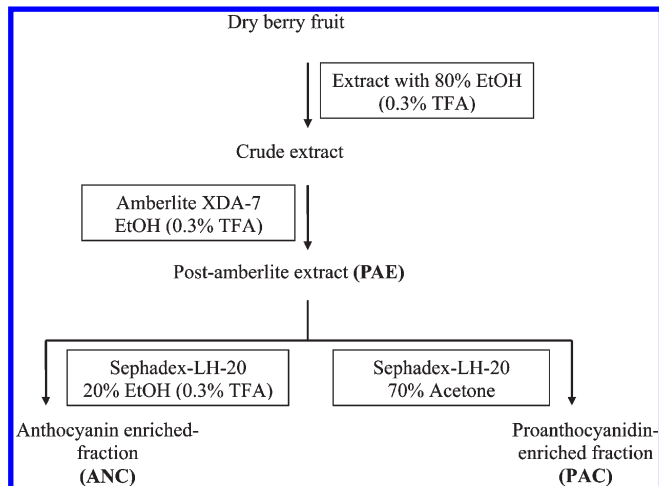 Dry berry fruit
Extract with 80% EtOH
(0.3% TFA)
Crude extract
Amberlite XDA-7
EtOH (0.3% TFA)
Post-amberlite extract (PAE)
Sephadex-LH-20
20% EtOH (0.3% TFA)
Sephadex-LH-20
70% Acetone
Anthocyanin enriched-
fraction
(ANC)
Proanthocyanidin-
enriched fraction
(PAC)